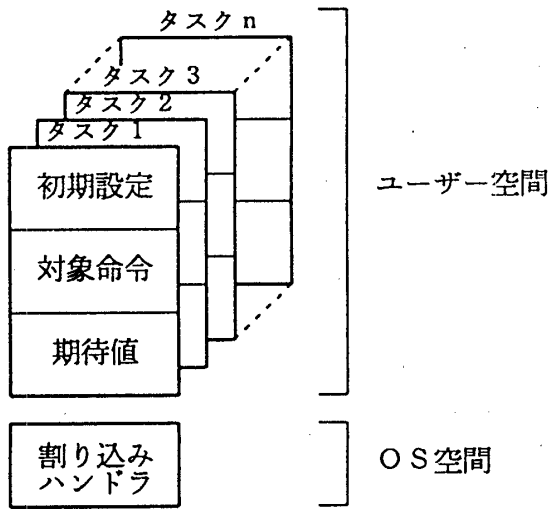 タスクn
タスク3
タスク2
タスク1
初期設定
対象命令
期待値
ユーザー空間
割り込み
ハンドラ
OS空間